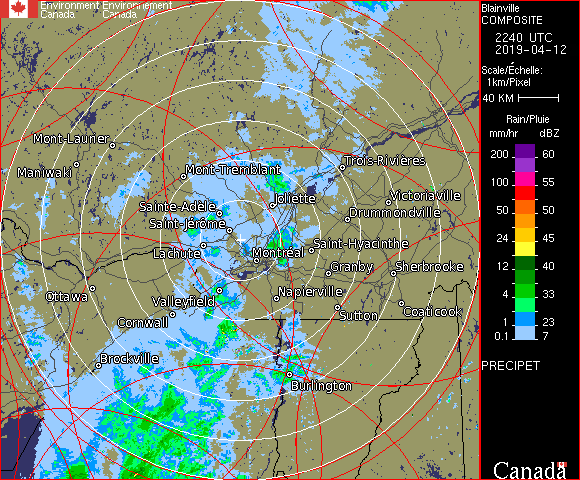 Environment Environnement
Canada Canada
Blainville
COMPOSITE
2240 UTC
2019-04-12
Scale/Échelle:
1km/Pixel
40 KM
Rain/Pluie
mm/hr dBZ
200 60
100 55
50 50
24 45
12 40
4 33
1 23
0.1 7
PRECIPET
Mont-Laurier
Maniwaki
Mont-Tremblant
Trois-Rivières
Joliette
Victoriaville
Sainte-Adèle
Drummondville
Saint-Jérôme
Lachute
Montréal
Saint-Hyacinthe
Granby
Sherbrooke
Ottawa
Valleyfield
Napierville
Cornwall
Sutton
Coaticook
Brockville
Burlington
Canada